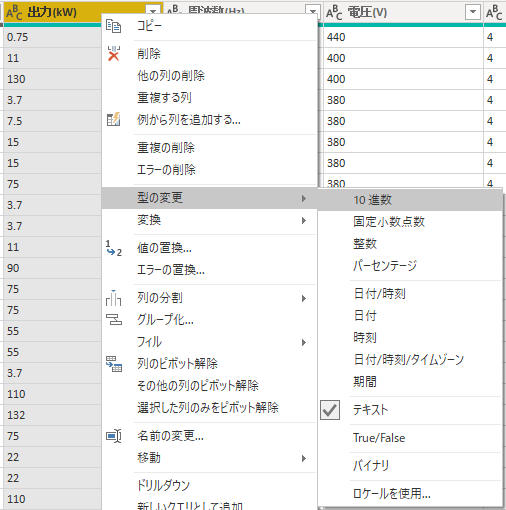 ABC 出力(kW)
ABC 周波数(Hz)
ABC 電圧(V)
ABC
0.75
11
130
3.7
7.5
15
15
75
3.7
3.7
11
90
75
75
55
55
3.7
110
132
75
22
22
110
コピー
削除
他の列の削除
重複する列
例から列を追加する...
重複の削除
エラーの削除
型の変更
変換
値の置換...
エラーの置換...
列の分割
グループ化...
フィル
列のピボット解除
その他の列のピボット解除
選択した列のみをピボット解除
名前の変更...
移動
ドリルダウン
新しいクエリとして追加
10 進数
固定小数点数
整数
パーセンテージ
日付/時刻
日付
時刻
日付/時刻/タイムゾーン
期間
テキスト
True/False
バイナリ
ロケールを使用...
440
400
400
380
380
380
380
380
4
4
4
4
4
4
4
4